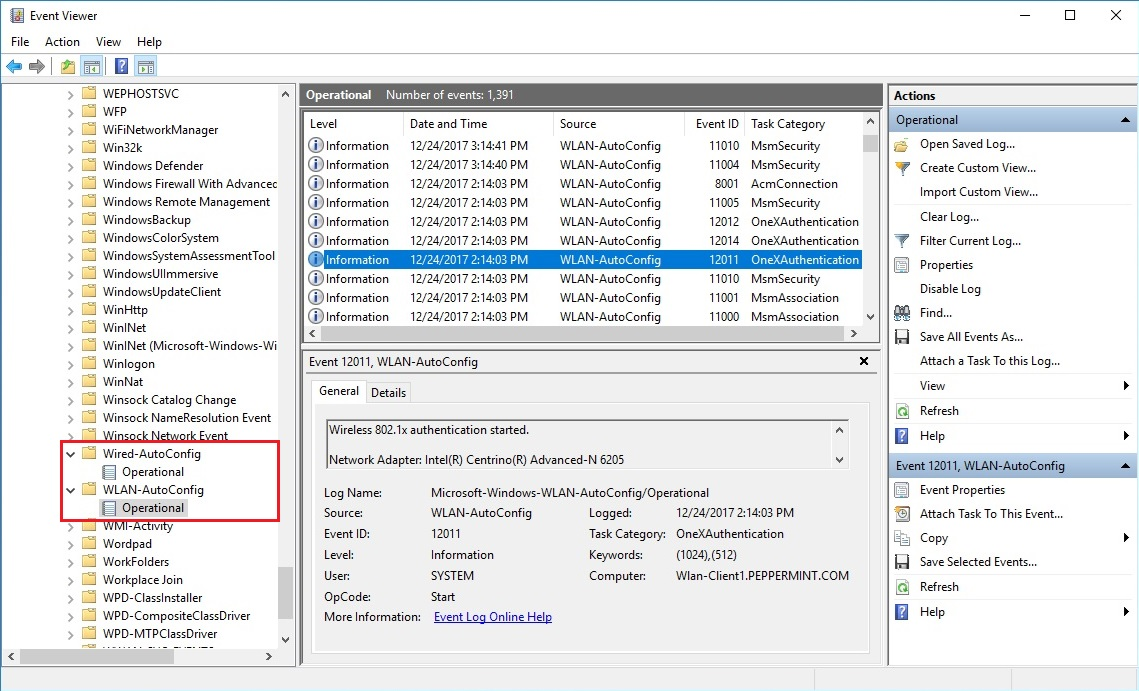 Event Viewer
File Action View Help
WEPHOSTSVC
WFP
WiFiNetworkManager
Win32k
Windows Defender
Windows Firewall With Advanced
Windows Remote Management
WindowsBackup
WindowsColorSystem
WindowsSystemAssessmentTool
WindowsUIImmersive
WindowsUpdateClient
WinHttp
WinINet
WinINet (Microsoft-Windows-Wi
Winlogon
WinNat
Winsock Catalog Change
Winsock NameResolution Event
Winsock Network Event
Wired-AutoConfig
Operational
WLAN-AutoConfig
Operational
WMI-Activity
Wordpad
WorkFolders
Workplace Join
WPD-ClassInstaller
WPD-CompositeClassDriver
WPD-MTPClassDriver
Operational Number of events: 1,391
Level Date and Time Source Event ID Task Category
Information 12/24/2017 3:14:41 PM WLAN-AutoConfig 11010 MsmSecurity
Information 12/24/2017 3:14:40 PM WLAN-AutoConfig 11004 MsmSecurity
Information 12/24/2017 2:14:03 PM WLAN-AutoConfig 8001 AcmConnection
Information 12/24/2017 2:14:03 PM WLAN-AutoConfig 11005 MsmSecurity
Information 12/24/2017 2:14:03 PM WLAN-AutoConfig 12012 OneXAuthentication
Information 12/24/2017 2:14:03 PM WLAN-AutoConfig 12014 OneXAuthentication
Information 12/24/2017 2:14:03 PM WLAN-AutoConfig 12011 OneXAuthentication
Information 12/24/2017 2:14:03 PM WLAN-AutoConfig 11010 MsmSecurity
Information 12/24/2017 2:14:03 PM WLAN-AutoConfig 11001 MsmAssociation
Information 12/24/2017 2:14:03 PM WLAN-AutoConfig 11000 MsmAssociation
Event 12011, WLAN-AutoConfig
General Details
Wireless 802.1x authentication started.
Network Adapter: Intel(R) Centrino(R) Advanced-N 6205
Log Name: Microsoft-Windows-WLAN-AutoConfig/Operational
Source: WLAN-AutoConfig Logged: 12/24/2017 2:14:03 PM
Event ID: 12011 Task Category: OneXAuthentication
Level: Information Keywords: (1024),(512)
User: SYSTEM Computer: Wlan-Client1.PEPPERMINT.COM
OpCode: Start
More Information: Event Log Online Help
Actions
Operational
Open Saved Log...
Create Custom View...
Import Custom View...
Clear Log...
Filter Current Log...
Properties
Disable Log
Find...
Save All Events As...
Attach a Task To this Log...
View
Refresh
Help
Event 12011, WLAN-AutoConfig
Event Properties
Attach Task To This Event...
Copy
Save Selected Events...
Refresh
Help